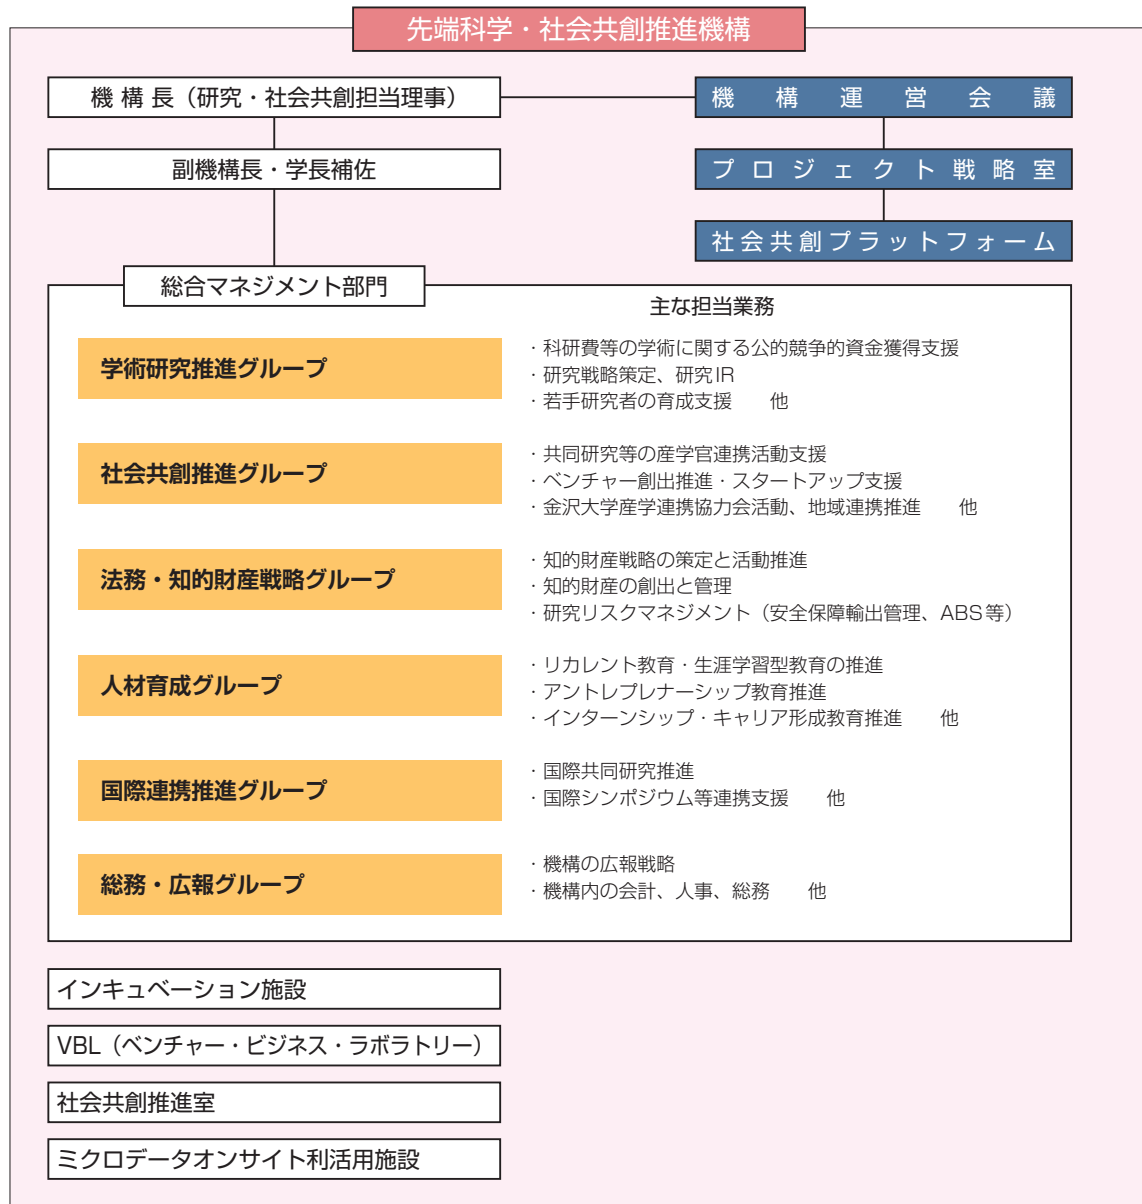 先端科学・社会共創推進機構
機構長（研究・社会共創担当理事）
機構運営会議
副機構長・学長補佐
プロジェクト戦略室
社会共創プラットフォーム
総合マネジメント部門
主な担当業務
学術研究推進グループ
・科研費等の学術に関する公的競争的資金獲得支援
・研究戦略策定、研究IR
・若手研究者の育成支援　他
社会共創推進グループ
・共同研究等の産学官連携活動支援
・ベンチャー創出推進・スタートアップ支援
・金沢大学産学連携協力会活動、地域連携推進　他
法務・知的財産戦略グループ
・知的財産戦略の策定と活動推進
・知的財産の創出と管理
・研究リスクマネジメント（安全保障輸出管理、ABS等）
人材育成グループ
・リカレント教育・生涯学習型教育の推進
・アントレプレナーシップ教育推進
・インターンシップ・キャリア形成教育推進　他
国際連携推進グループ
・国際共同研究推進
・国際シンポジウム等連携支援　他
総務・広報グループ
・機構の広報戦略
・機構内の会計、人事、総務　他
インキュベーション施設
VBL（ベンチャー・ビジネス・ラボラトリー）
社会共創推進室
ミクロデータオンサイト利活用施設